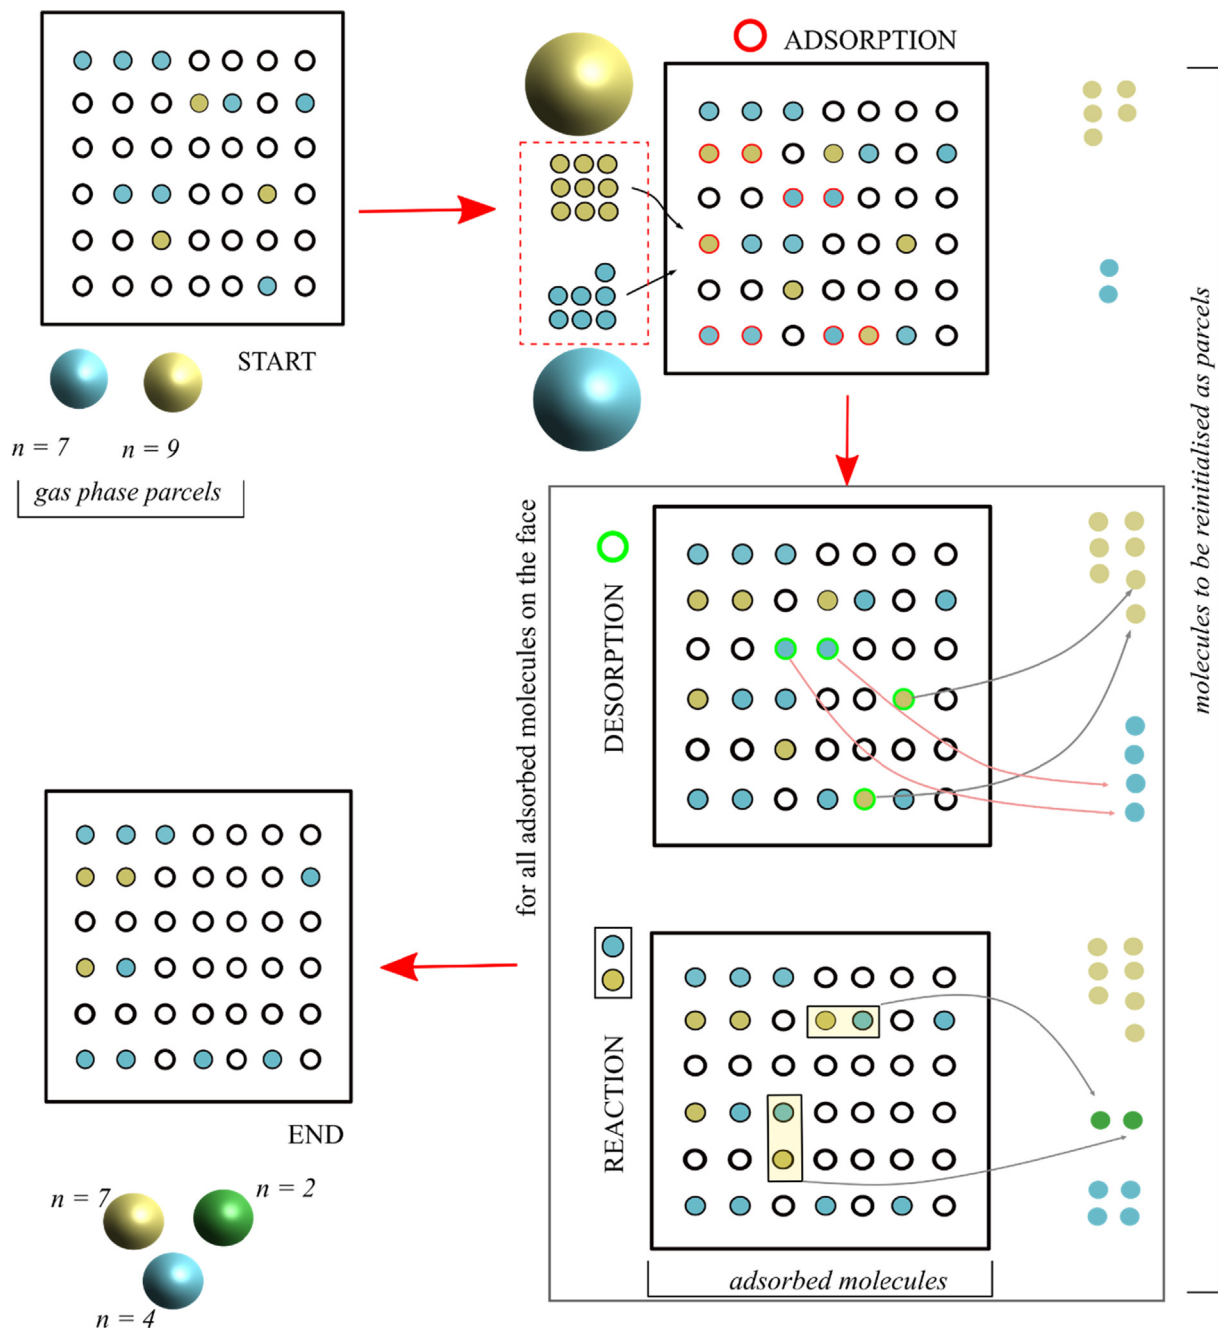 ADSORPTION
START
n = 7
n = 9
gas phase parcels
molecules to be reinitialised as parcels
for all adsorbed molecules on the face
DESORPTION
REACTION
END
n = 7
n = 2
n = 4
adsorbed molecules